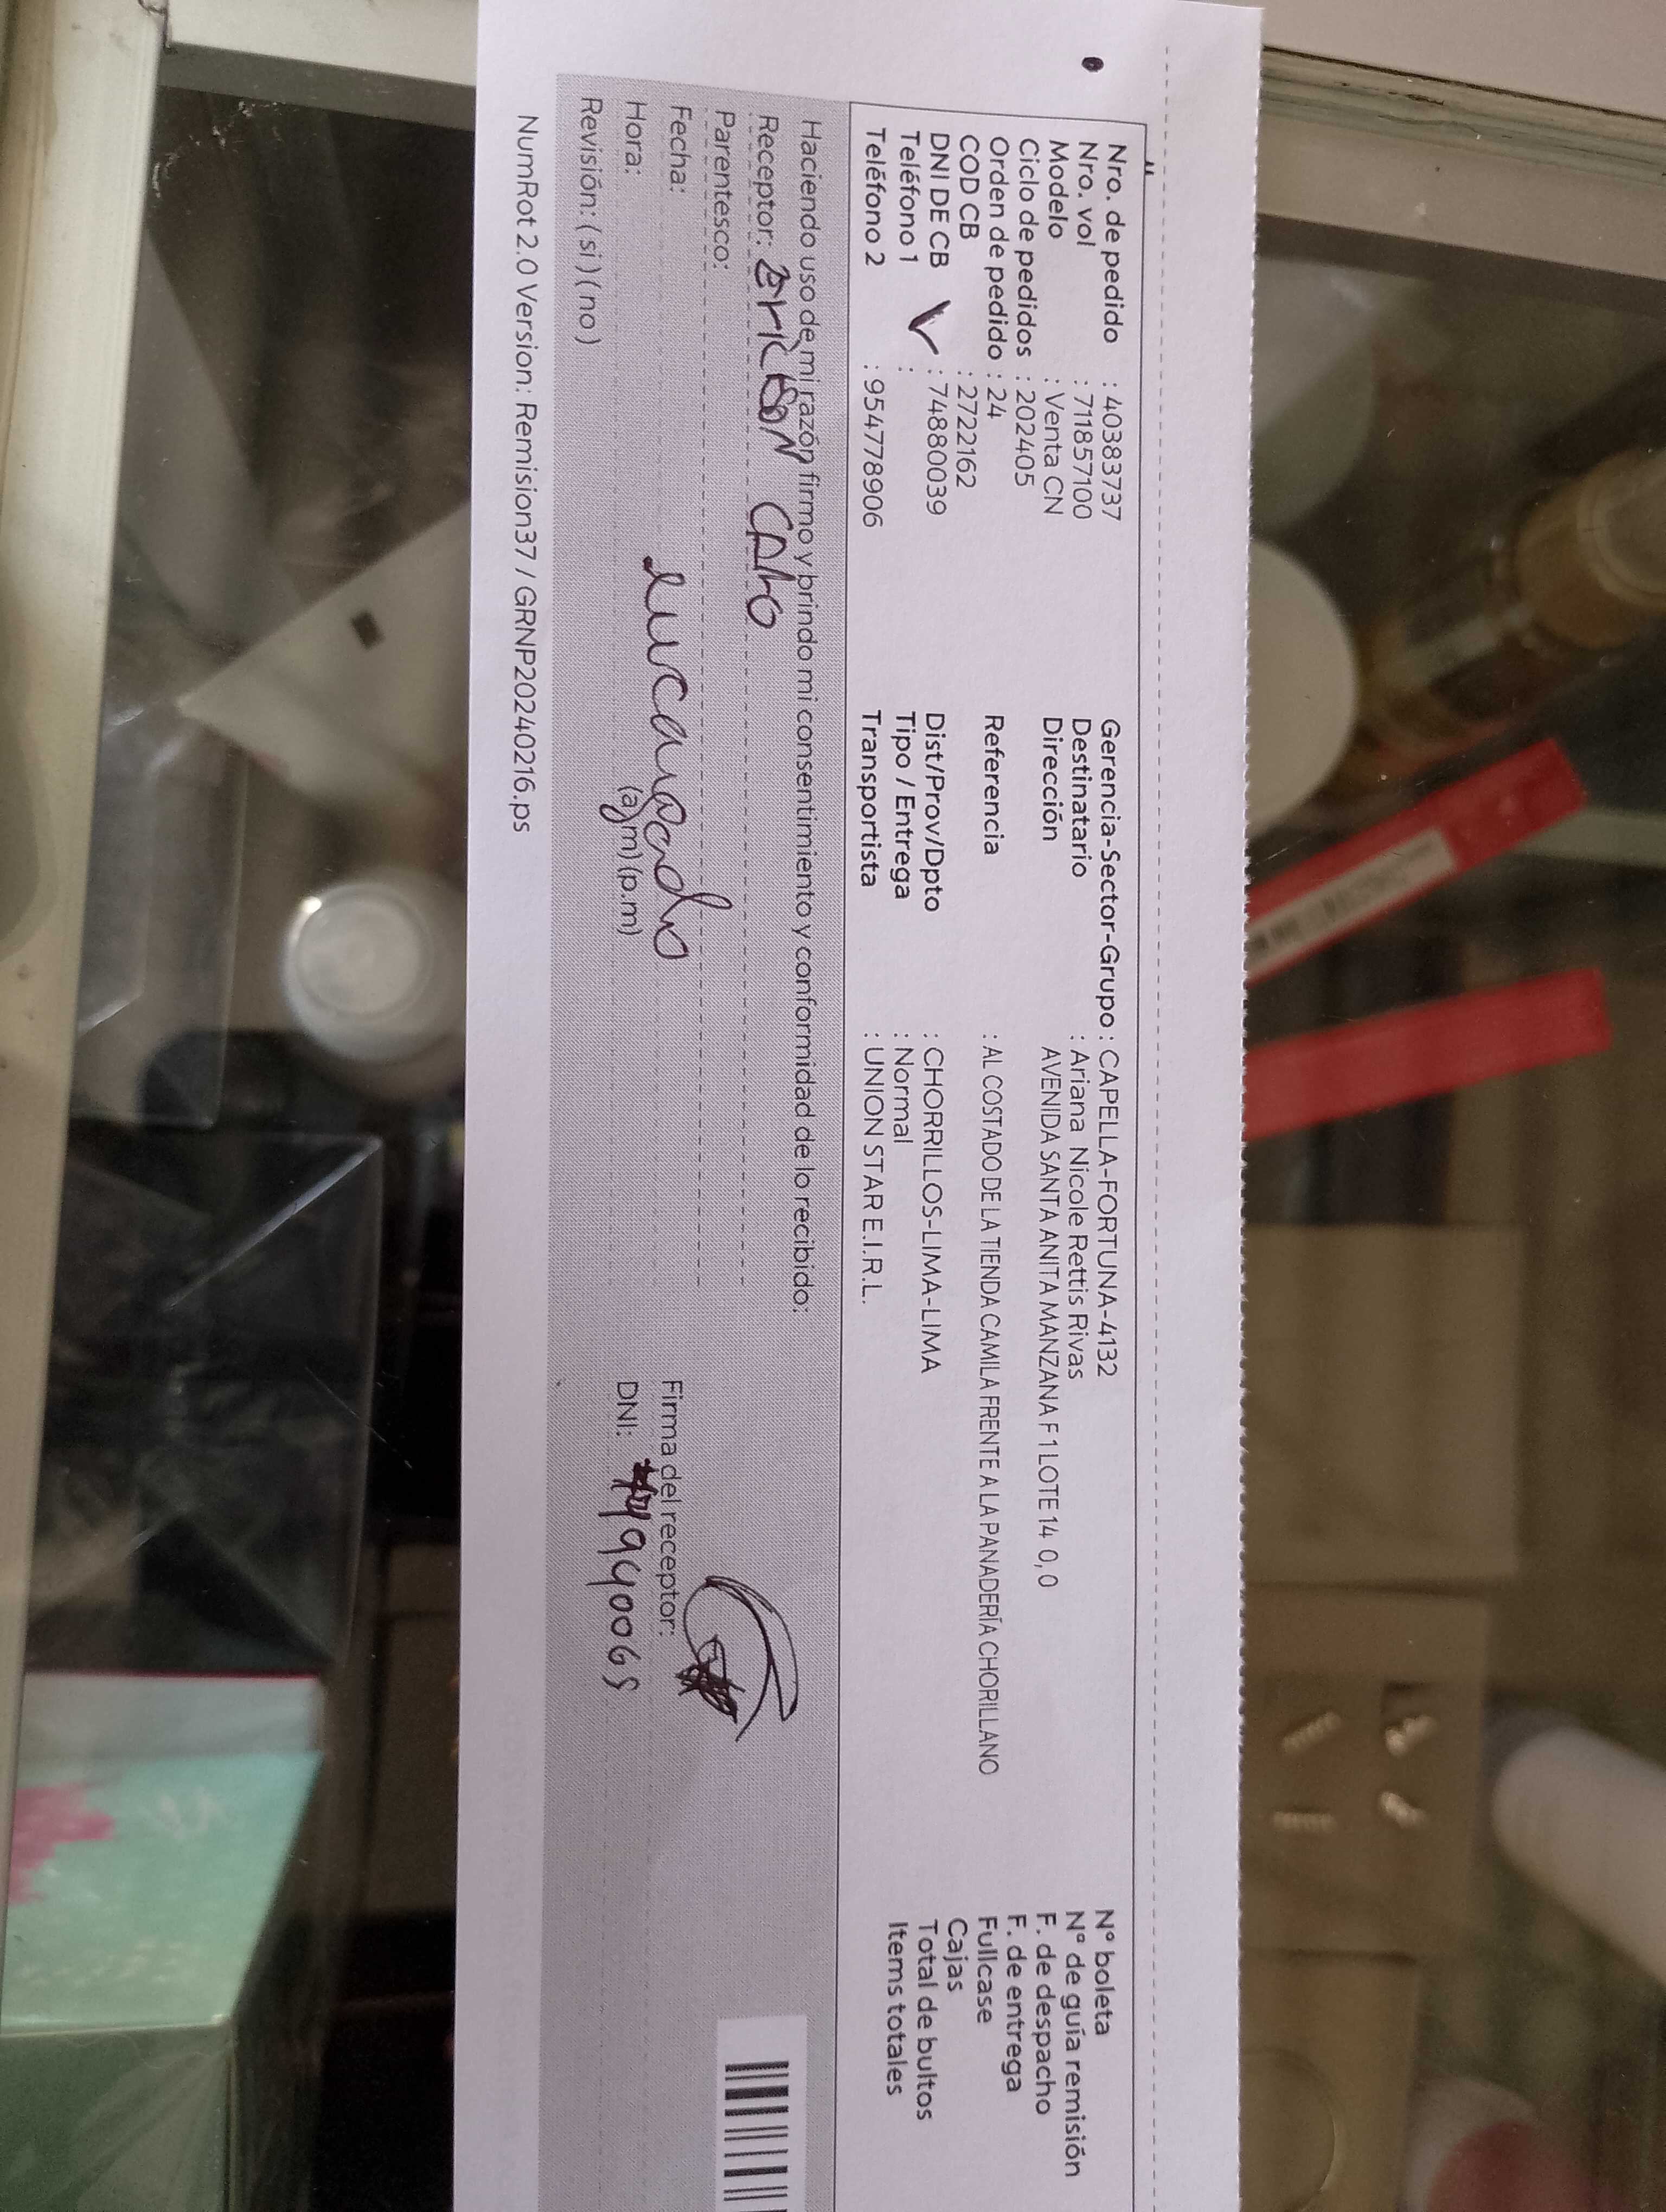 Nro. de pedido : 40383737
Nro. vol : 711857100
Modelo : Venta CN
Ciclo de pedidos : 202405
Orden de pedido : 24
COD CB : 2722162
DNI DE CB : 74880039
Teléfono 1 :
Teléfono 2 : 954778906
Gerencia-Sector-Grupo : CAPELLA-FORTUNA-4132
Destinatario : Ariana Nicole Rettis Rivas
Dirección AVENIDA SANTA ANITA MANZANA F 1 LOTE 14 0, 0
Referencia : AL COSTADO DE LA TIENDA CAMILA FRENTE A LA PANADERÍA CHORILLANO
Dist/Prov/Dpto : CHORRILLOS-LIMA-LIMA
Tipo / Entrega : Normal
Transportista : UNION STAR E.I.R.L.
N° boleta
N° de guía remisión
F. de despacho
F. de entrega
Fullcase
Cajas
Total de bultos
Items totales
Haciendo uso de mi razón firmo y brindo mi consentimiento y conformidad de lo recibido:
Receptor:
Parentesco:
Fecha:
Hora: (a.m) (p.m)
Revisión: ( si ) ( no )
Firma del receptor:
DNI:
NumRot 2.0 Version: Remision37 / GRNP20240216.ps